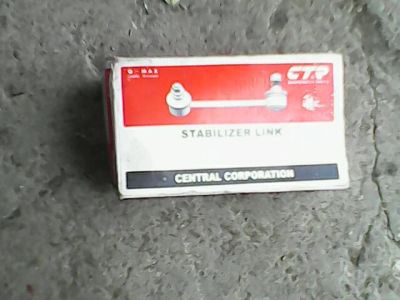 CTR
STABILIZER LINK
CENTRAL CORPORATION